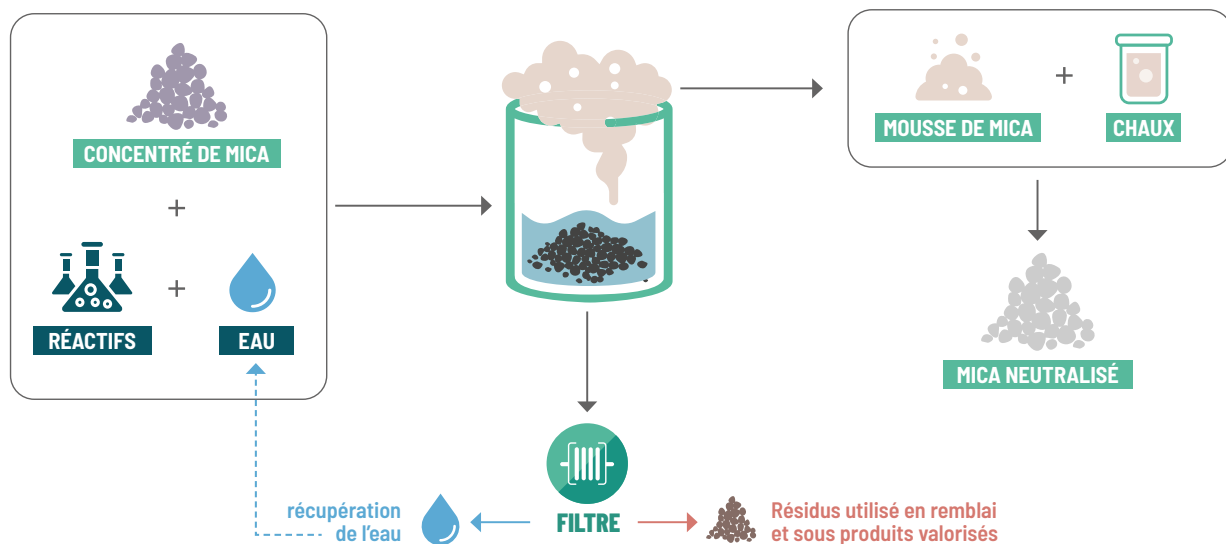 CONCENTRÉ DE MICA
+
RÉACTIFS
+
EAU
MOUSSE DE MICA
+
CHAUX
MICA NEUTRALISÉ
FILTRE
récupération
de l'eau
Résidus utilisé en remblai
et sous produits valorisés